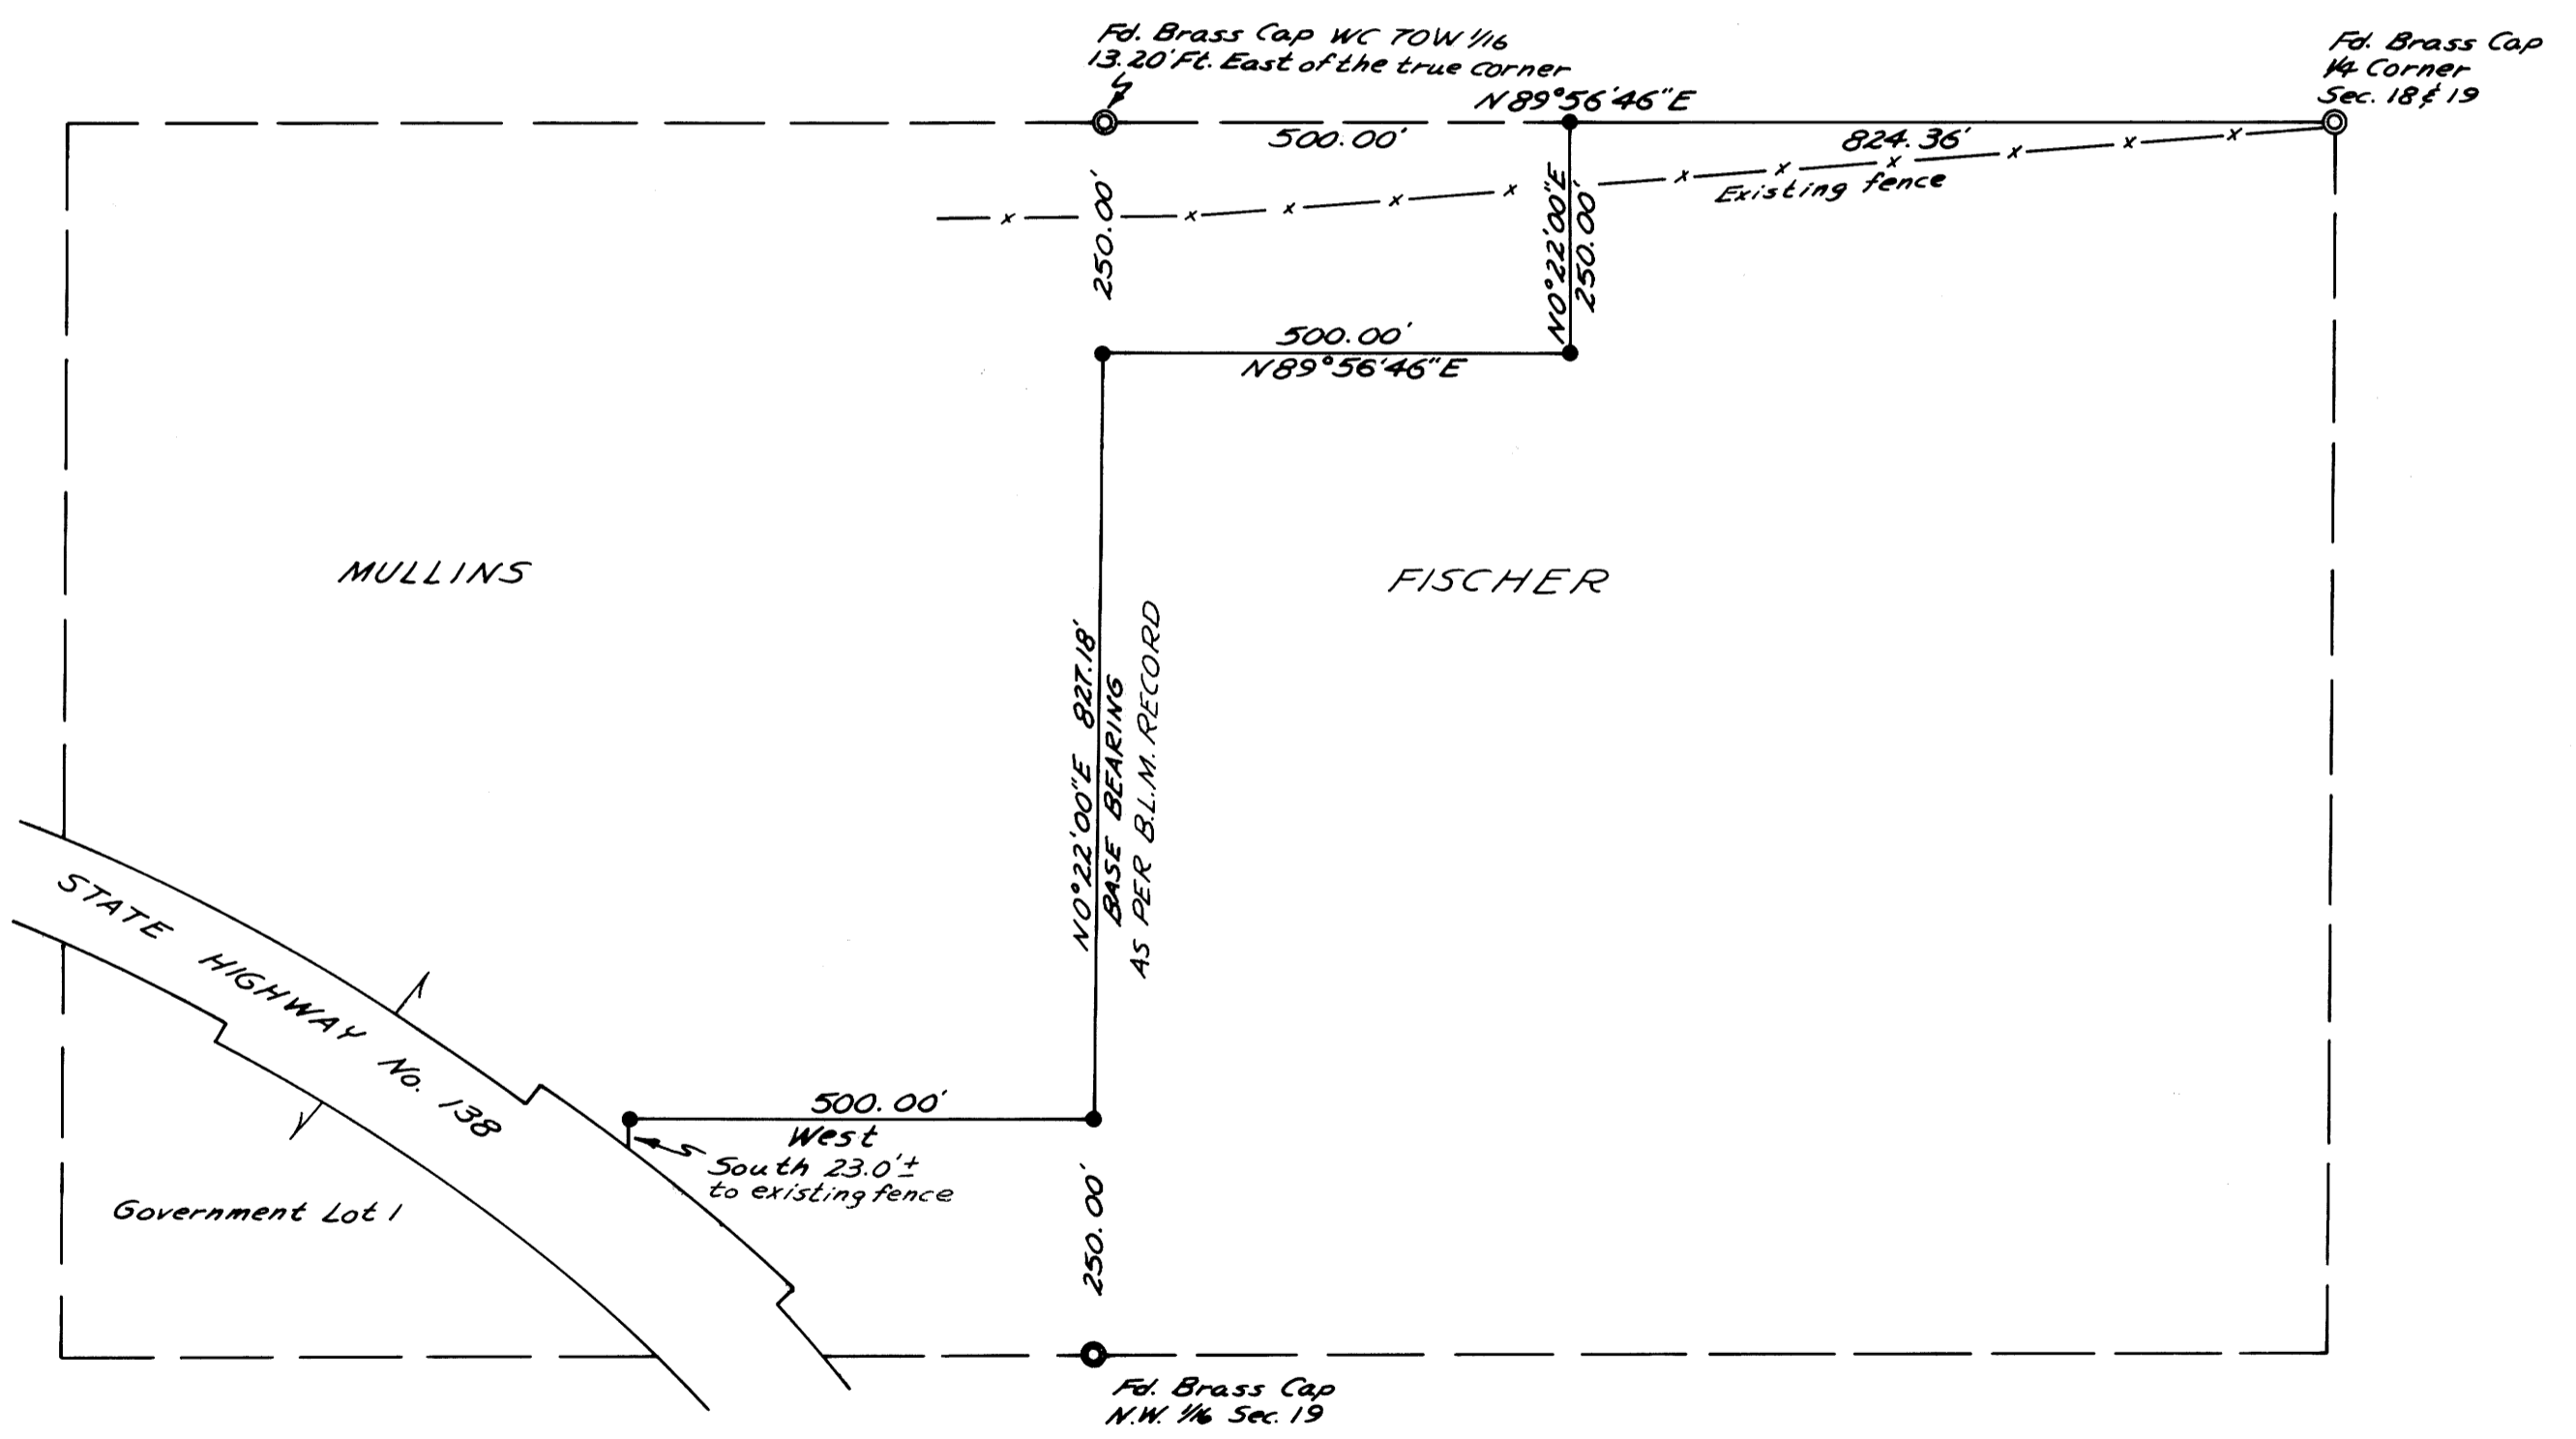 Fd. Brass Cap WC TO W 1/16
13.20' Ft. East of the true corner
Fd. Brass Cap
1/4 Corner
Sec. 18 & 19
N89°56'46"E
500.00'
824.36'
Existing fence
250.00'
N0°22'00"E
250.00'
500.00'
N89°56'46"E
MULLINS
FISCHER
N0°22'00"E 827.18'
BASE BEARING
AS PER B.L.M. RECORD
STATE HIGHWAY No. 138
500.00'
West
South 23.0'±
to existing fence
Government Lot 1
250.00'
Fd. Brass Cap
N.W. 1/16 Sec. 19